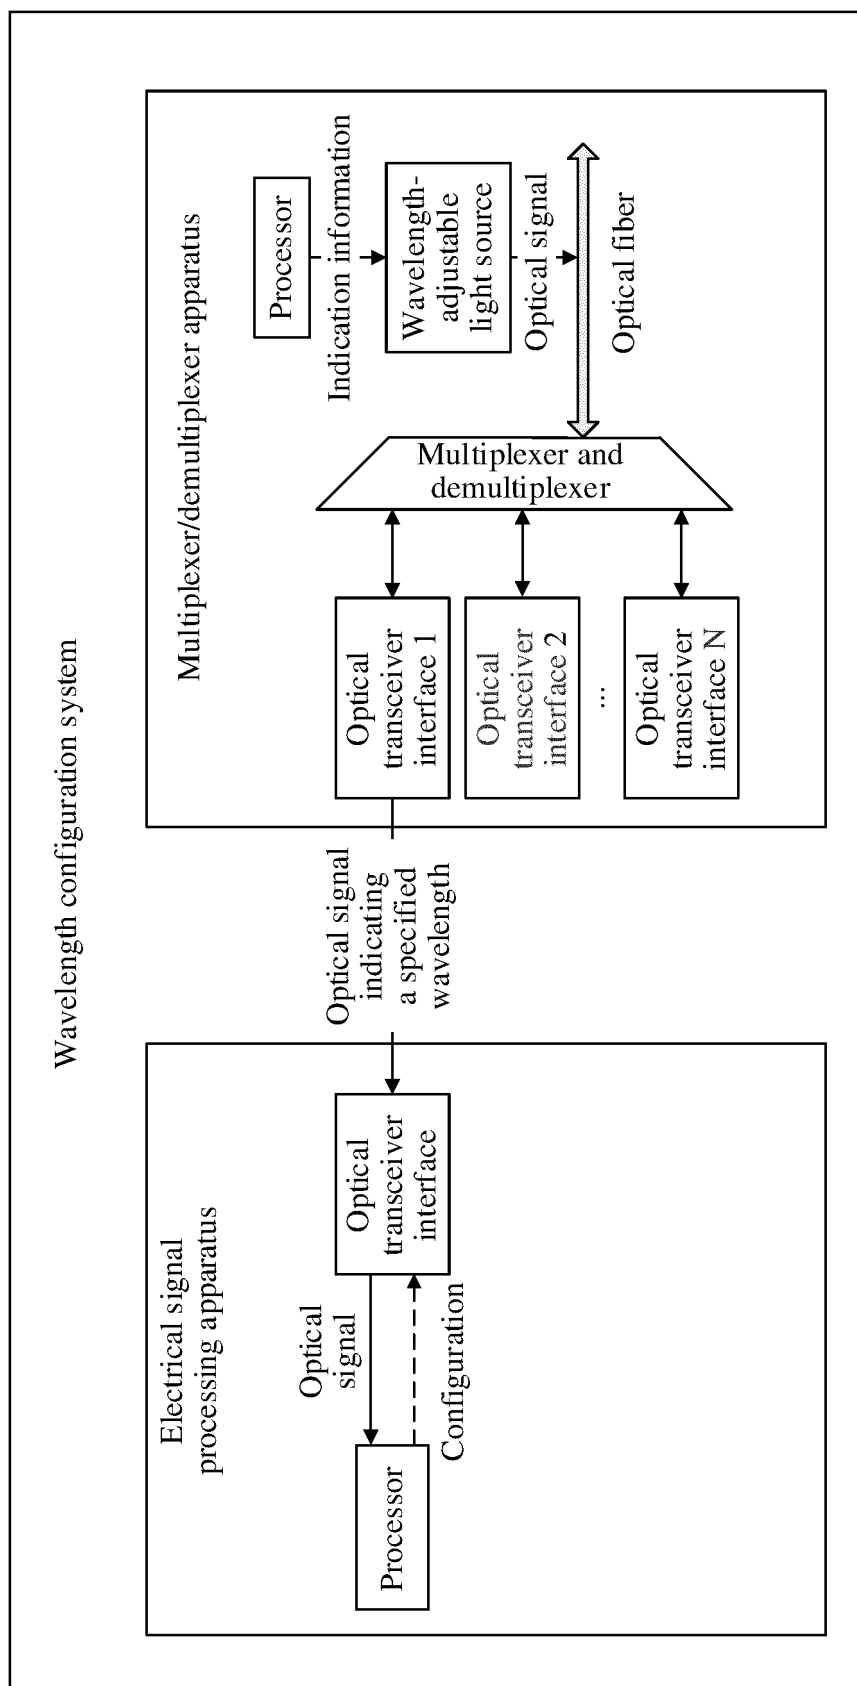 Wavelength configuration system
Electrical signal
processing apparatus
Processor
Optical
signal
Configuration
Optical
transceiver
interface
Optical signal
indicating
a specified
wavelength
Multiplexer/demultiplexer apparatus
Optical
transceiver
interface 1
Optical
transceiver
interface 2
...
Optical
transceiver
interface N
Multiplexer and
demultiplexer
Processor
Indication information
Wavelength-
adjustable
light source
Optical signal
Optical fiber